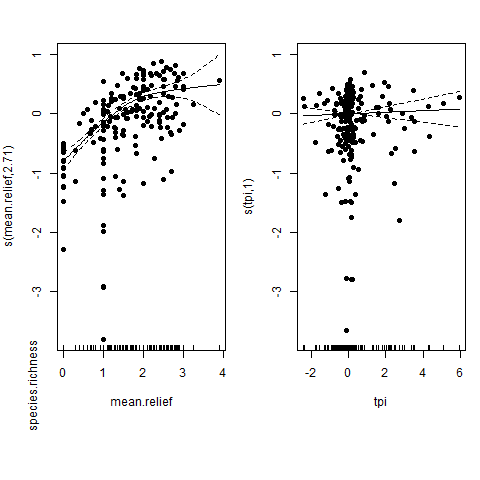 s(mean.relief,2.71)
1
0
-1
-2
-3
0 1 2 3 4
mean.relief
species.richness
s(tpi,1)
1
0
-1
-2
-3
-2 0 2 4 6
tpi